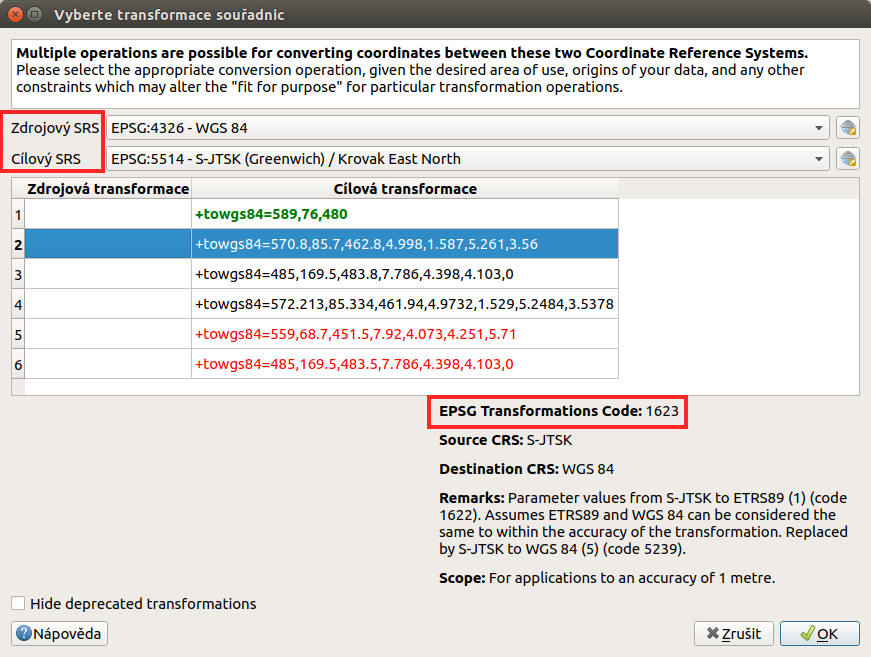 Vyberte transformace souřadnic
Multiple operations are possible for converting coordinates between these two Coordinate Reference Systems.
Please select the appropriate conversion operation, given the desired area of use, origins of your data, and any other
constraints which may alter the "fit for purpose" for particular transformation operations.
Zdrojový SRS EPSG:4326 - WGS 84
Cílový SRS EPSG:5514 - S-JTSK (Greenwich) / Krovak East North
Zdrojová transformace Cílová transformace
1 +towgs84=589,76,480
2 +towgs84=570.8,85.7,462.8,4.998,1.587,5.261,3.56
3 +towgs84=485,169.5,483.8,7.786,4.398,4.103,0
4 +towgs84=572.213,85.334,461.94,4.9732,1.529,5.2484,3.5378
5 +towgs84=559,68.7,451.5,7.92,4.073,4.251,5.71
6 +towgs84=485,169.5,483.5,7.786,4.398,4.103,0
EPSG Transformations Code: 1623
Source CRS: S-JTSK
Destination CRS: WGS 84
Remarks: Parameter values from S-JTSK to ETRS89 (1) (code
1622). Assumes ETRS89 and WGS 84 can be considered the
same to within the accuracy of the transformation. Replaced
by S-JTSK to WGS 84 (5) (code 5239).
Scope: For applications to an accuracy of 1 metre.
Hide deprecated transformations
Nápověda Zrušit OK